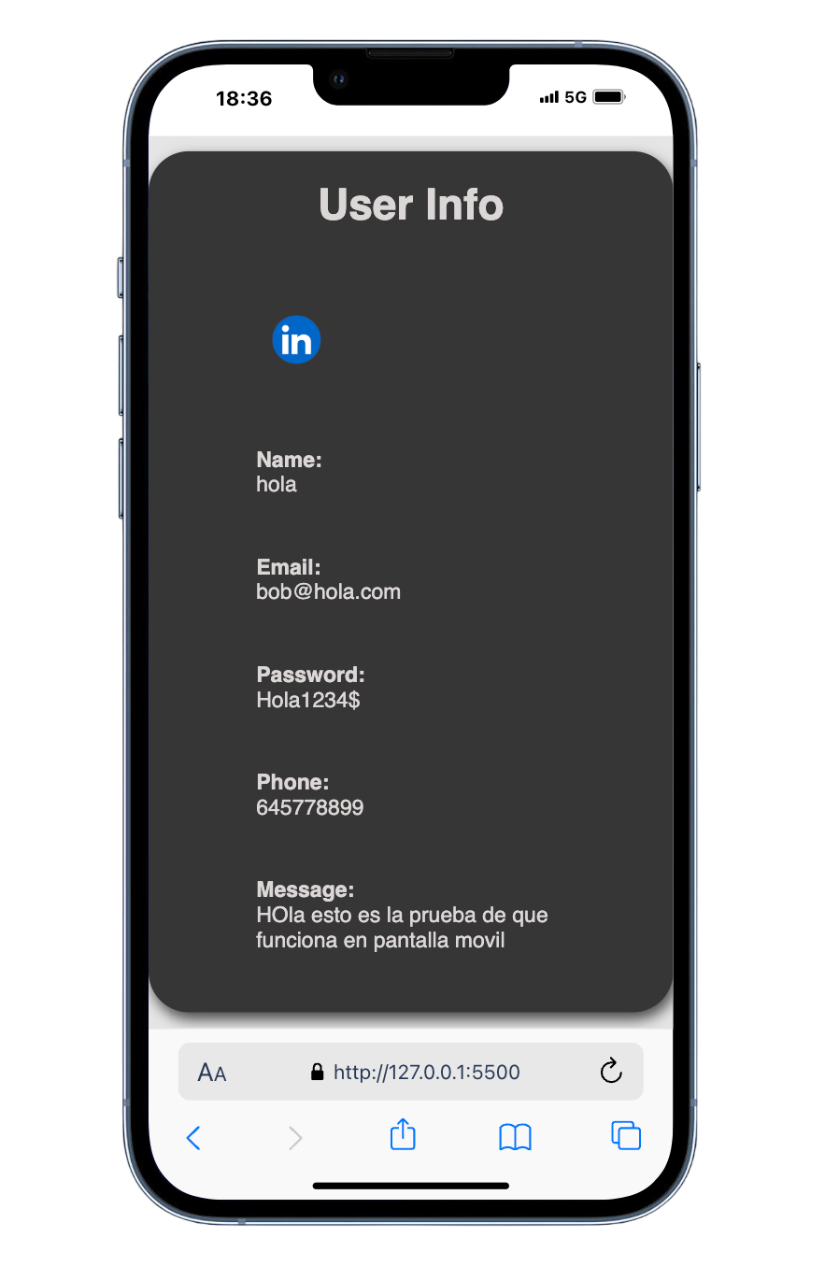 18:36
5G
User Info
in
Name:
hola
Email:
bob@hola.com
Password:
Hola1234$
Phone:
645778899
Message:
HOla esto es la prueba de que
funciona en pantalla movil
AA
http://127.0.0.1:5500